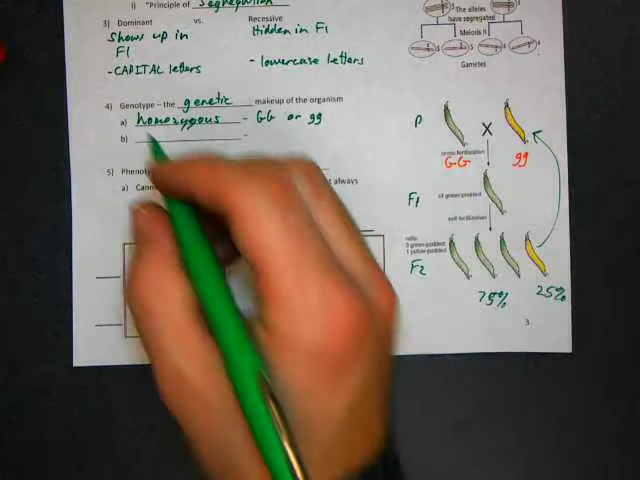 i) "Principle of Segregation
3) Dominant vs. Recessive
Shows up in F1
Hidden in F1
-CAPITAL letters
- lowercase letters
4) Genotype – the genetic makeup of the organism
a) homozygous - GG or gg
b) -
5) Pheno
a) Cann
always
The alleles
have segregated
Meiosis II
Gametes
P
X
cross-fertilization
GG
gg
F1
all green-podded
self-fertilization
ratio:
3 green-podded
1 yellow-podded
F2
75%
25%
3